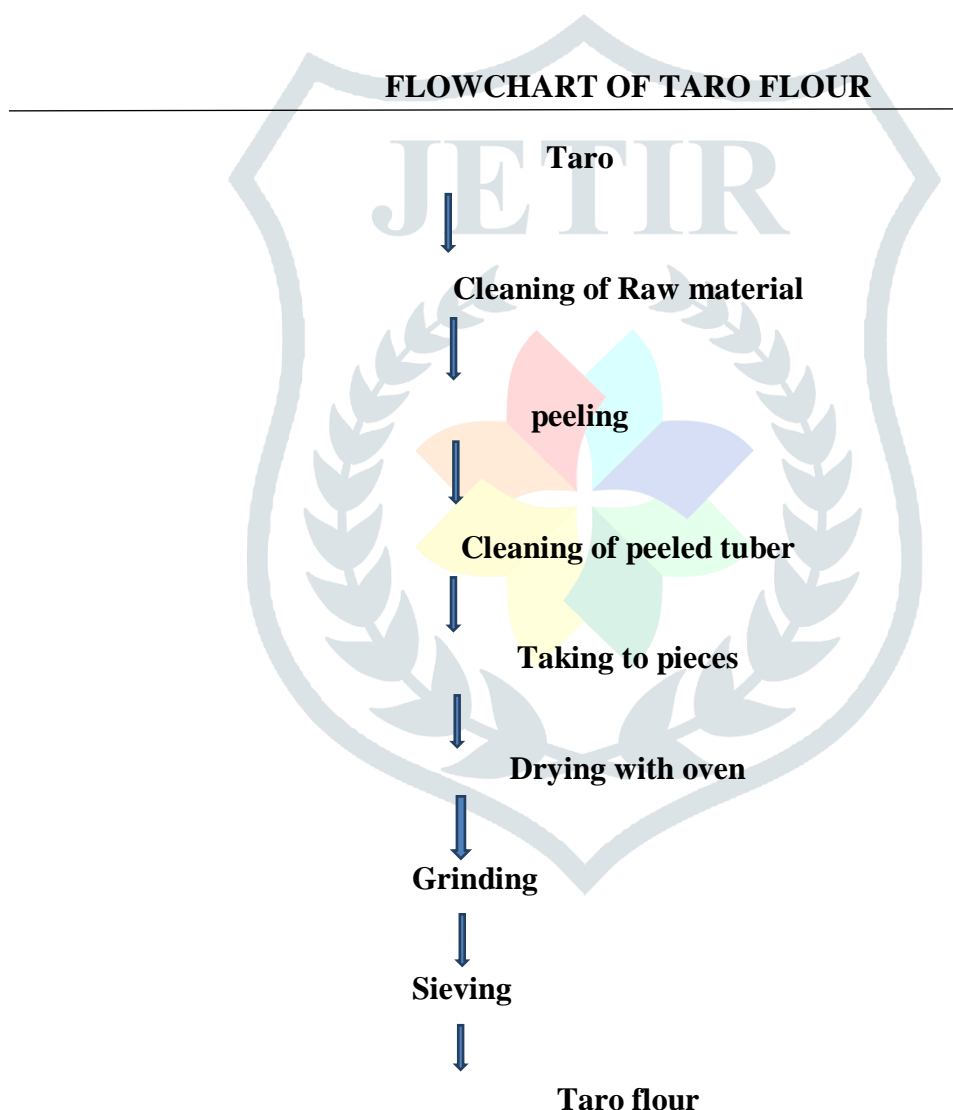 FLOWCHART OF TARO FLOUR
JETIR
Taro
Cleaning of Raw material
peeling
Cleaning of peeled tuber
Taking to pieces
Drying with oven
Grinding
Sieving
Taro flour